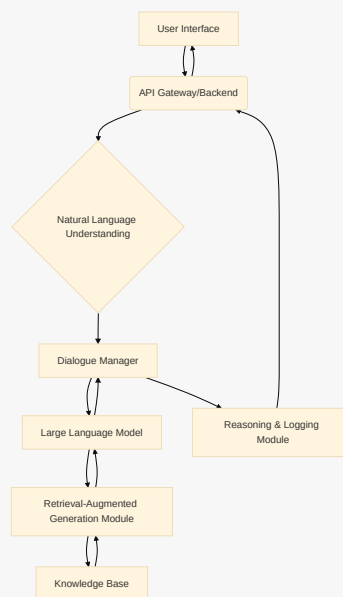 User Interface
API Gateway/Backend
Natural Language
Understanding
Dialogue Manager
Large Language Model
Reasoning & Logging
Module
Retrieval-Augmented
Generation Module
Knowledge Base